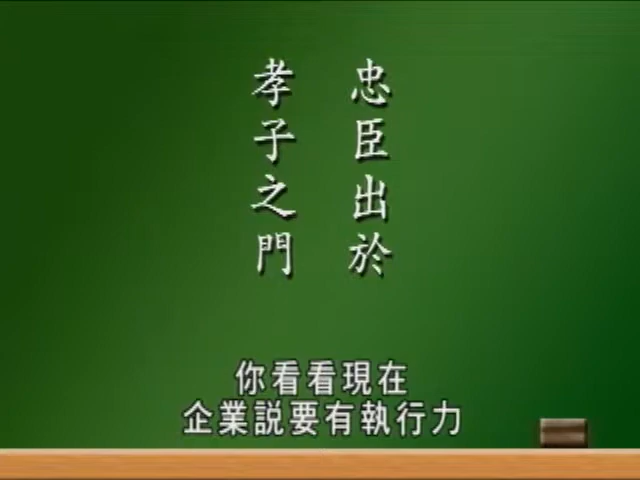 忠臣出於
孝子之門
你看看現在
企業説要有執行力